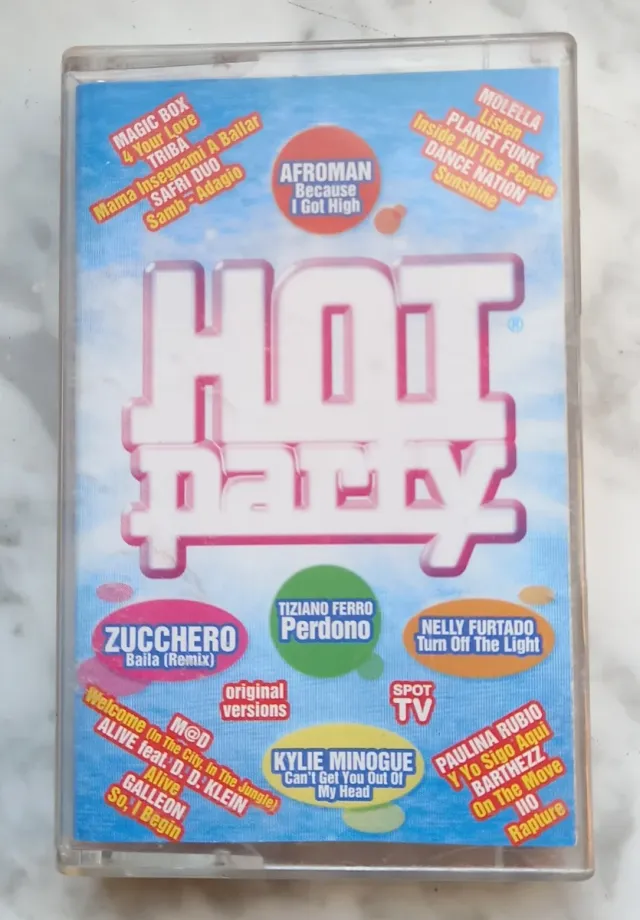 MAGIC BOX
4 Your Love
TRIBA
Mama Insegnami A Ballar
SAFRI DUO
Samb - Adagio
AFROMAN
Because
I Got High
MOLELLA
Listen
PLANET FUNK
Inside All The People
DANCE NATION
Sunshine
HOT
party
®
ZUCCHERO
Baila (Remix)
TIZIANO FERRO
Perdono
NELLY FURTADO
Turn Off The Light
original
versions
SPOT
TV
M@D
Welcome (In The City, In The Jungle)
ALIVE feat. D. D. KLEIN
Alive
GALLEON
So, I Begin
KYLIE MINOGUE
Can't Get You Out Of
My Head
PAULINA RUBIO
Y Yo Sigo Aqui
BARTHEZZ
On The Move
IIO
Rapture